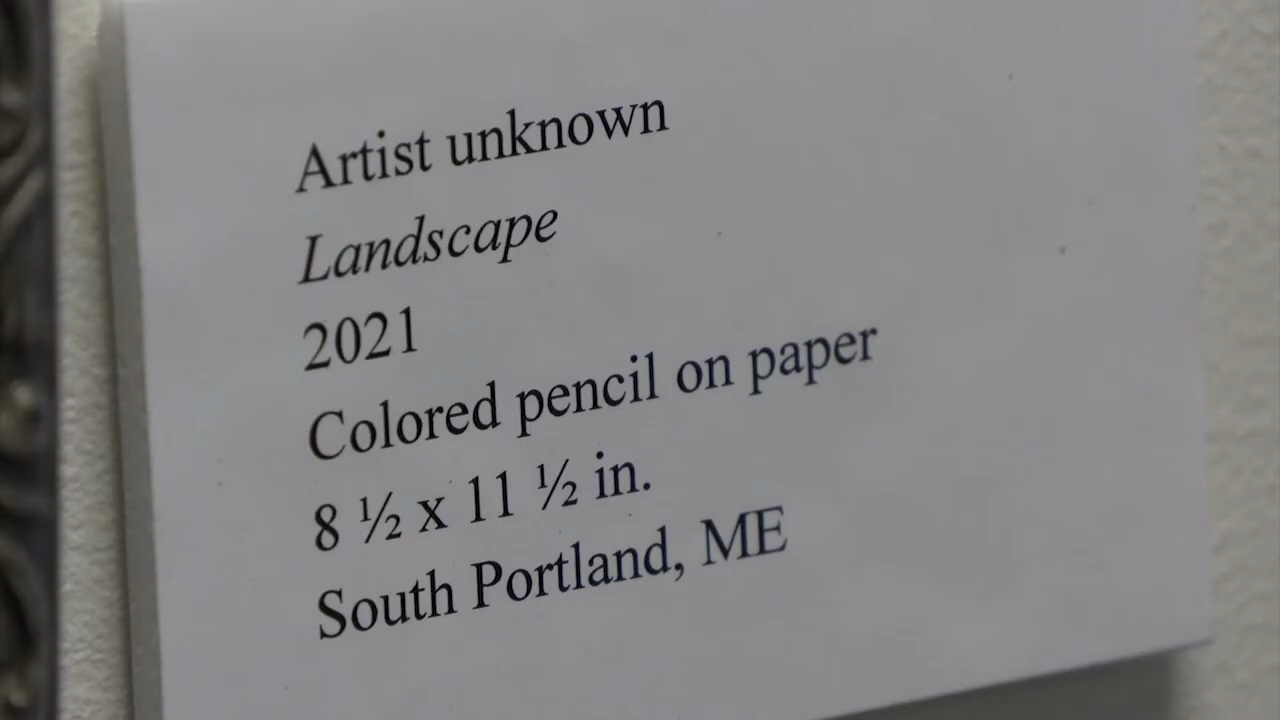 Artist unknown
Landscape
2021
Colored pencil on paper
8 ½ x 11 ½ in.
South Portland, ME